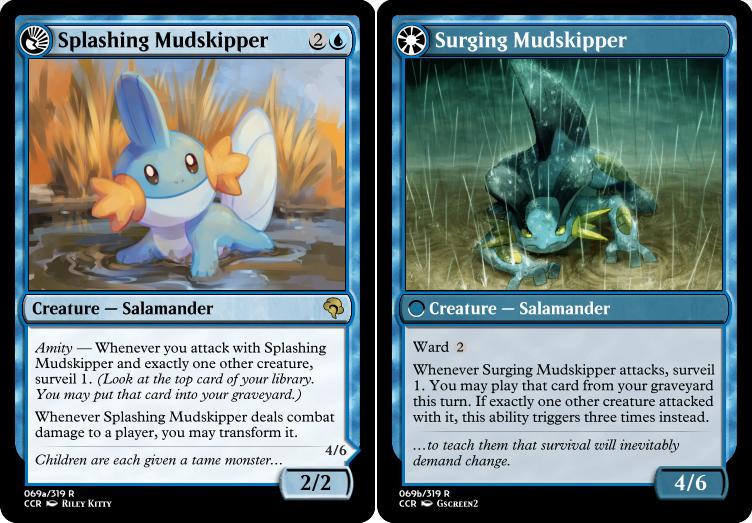 Splashing Mudskipper 2
Creature — Salamander
Amity — Whenever you attack with Splashing
Mudskipper and exactly one other creature,
surveil 1. (Look at the top card of your library.
You may put that card into your graveyard.)
Whenever Splashing Mudskipper deals combat
damage to a player, you may transform it.
4/6
Children are each given a tame monster...
2/2
069a/319 R
CCR RILEY KITTY
Surging Mudskipper
Creature — Salamander
Ward 2
Whenever Surging Mudskipper attacks, surveil
1. You may play that card from your graveyard
this turn. If exactly one other creature attacked
with it, this ability triggers three times instead.
...to teach them that survival will inevitably
demand change.
4/6
069b/319 R
CCR GSCREEN2